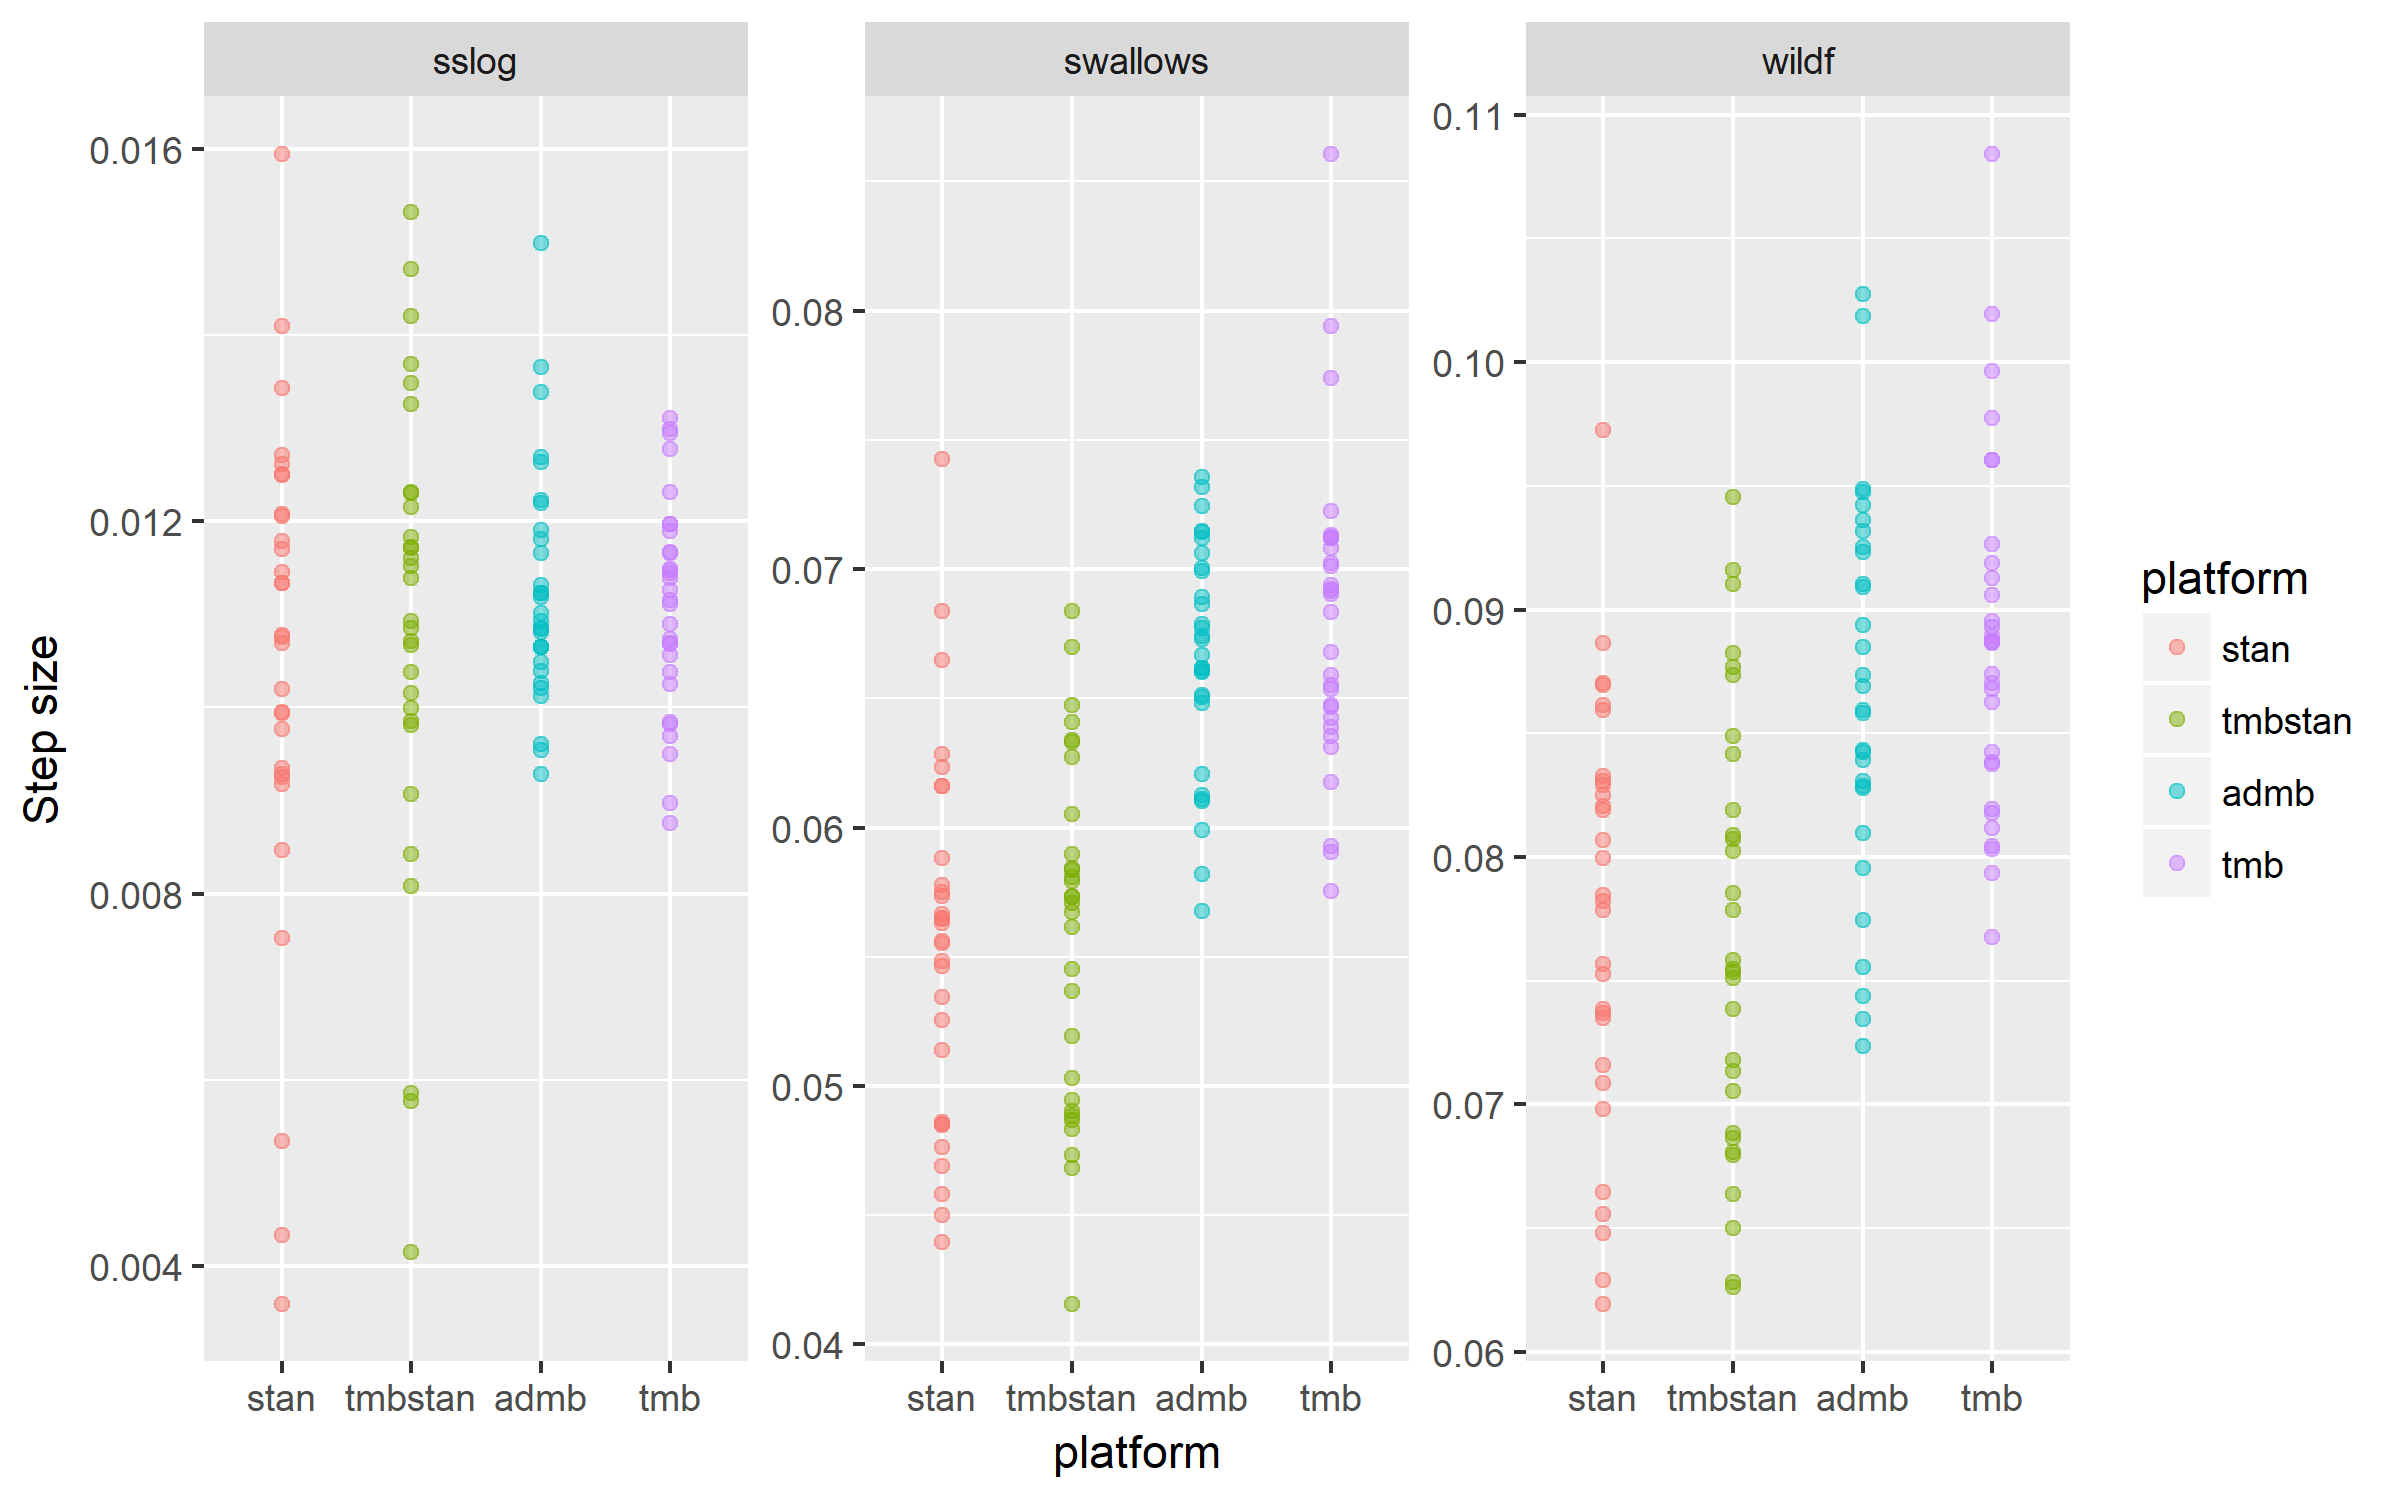 sslog
swallows
wildf
Step size
0.016
0.012
0.008
0.004
0.08
0.07
0.06
0.05
0.04
0.11
0.10
0.09
0.08
0.07
0.06
stan tmbstan admb tmb
stan tmbstan admb tmb
stan tmbstan admb tmb
platform
platform
stan
tmbstan
admb
tmb